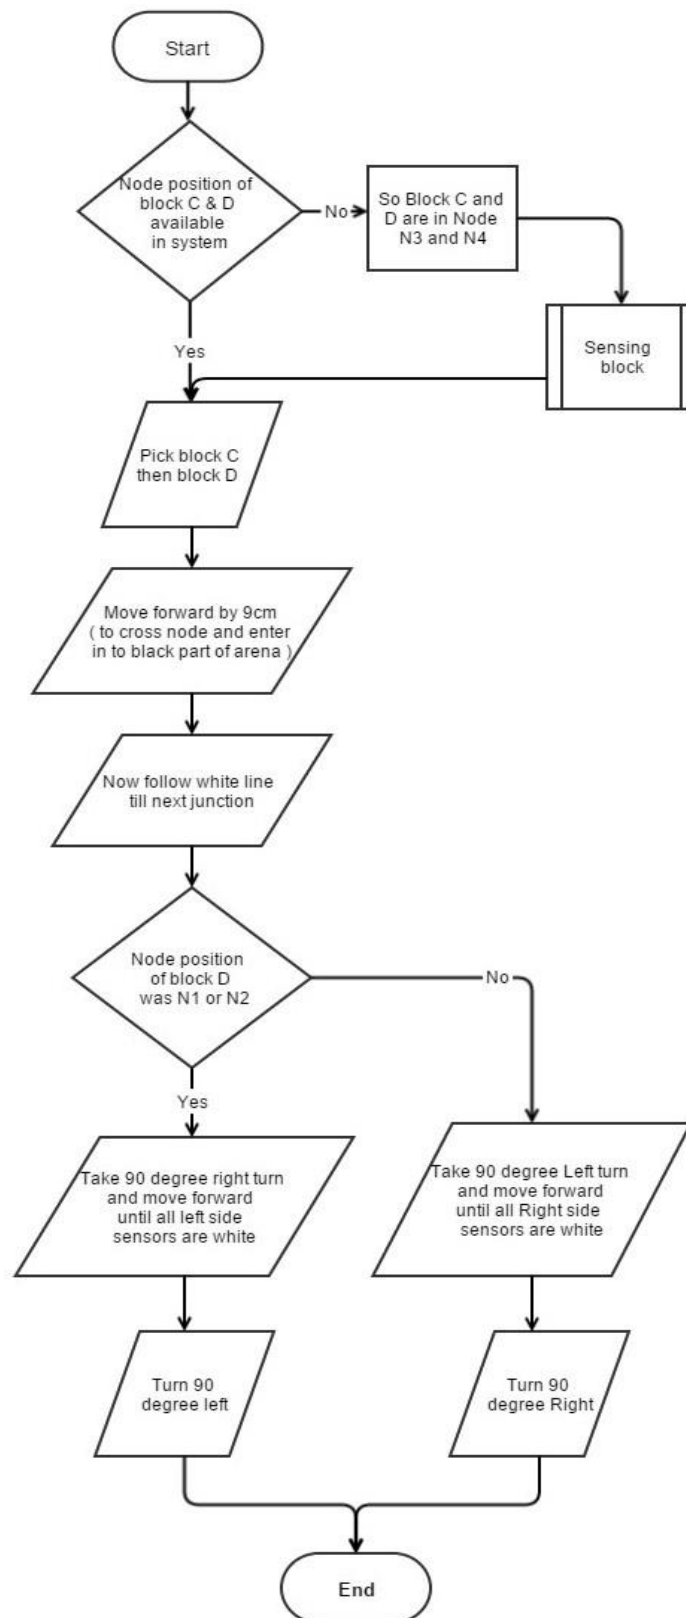 Start
Node position of
block C & D
available
in system
No
So Block C and
D are in Node
N3 and N4
Sensing
block
Yes
Pick block C
then block D
Move forward by 9cm
( to cross node and enter
in to black part of arena )
Now follow white line
till next junction
Node position
of block D
was N1 or N2
No
Yes
Take 90 degree right turn
and move forward
until all left side
sensors are white
Take 90 degree Left turn
and move forward
until all Right side
sensors are white
Turn 90
degree left
Turn 90
degree Right
End